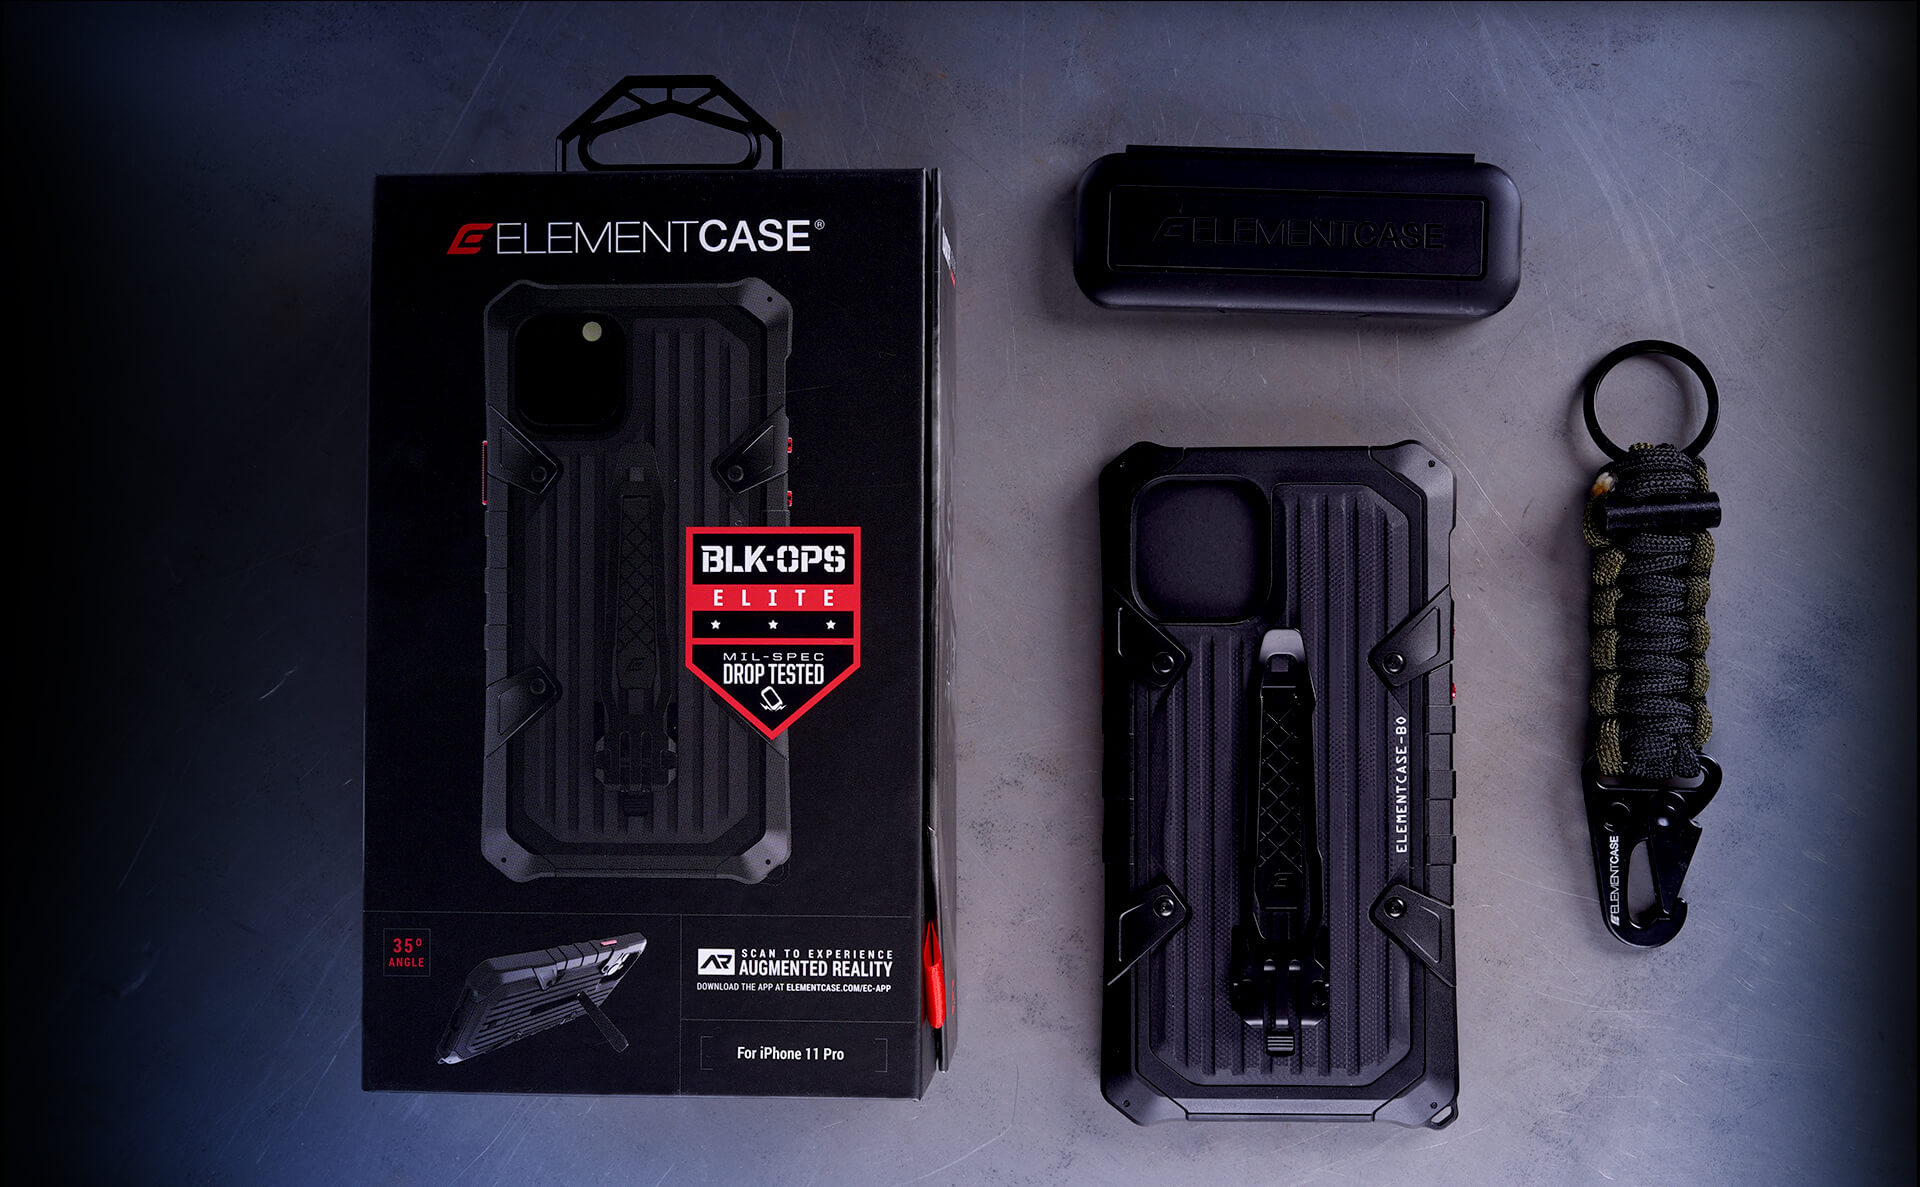 ELEMENTCASE®
BLK-OPS
ELITE
MIL-SPEC
DROP TESTED
35°
ANGLE
AR SCAN TO EXPERIENCE
AUGMENTED REALITY
DOWNLOAD THE APP AT ELEMENTCASE.COM/EC-APP
For iPhone 11 Pro
ELEMENTCASE
ELEMENTCASE-BO
ELEMENTCASE